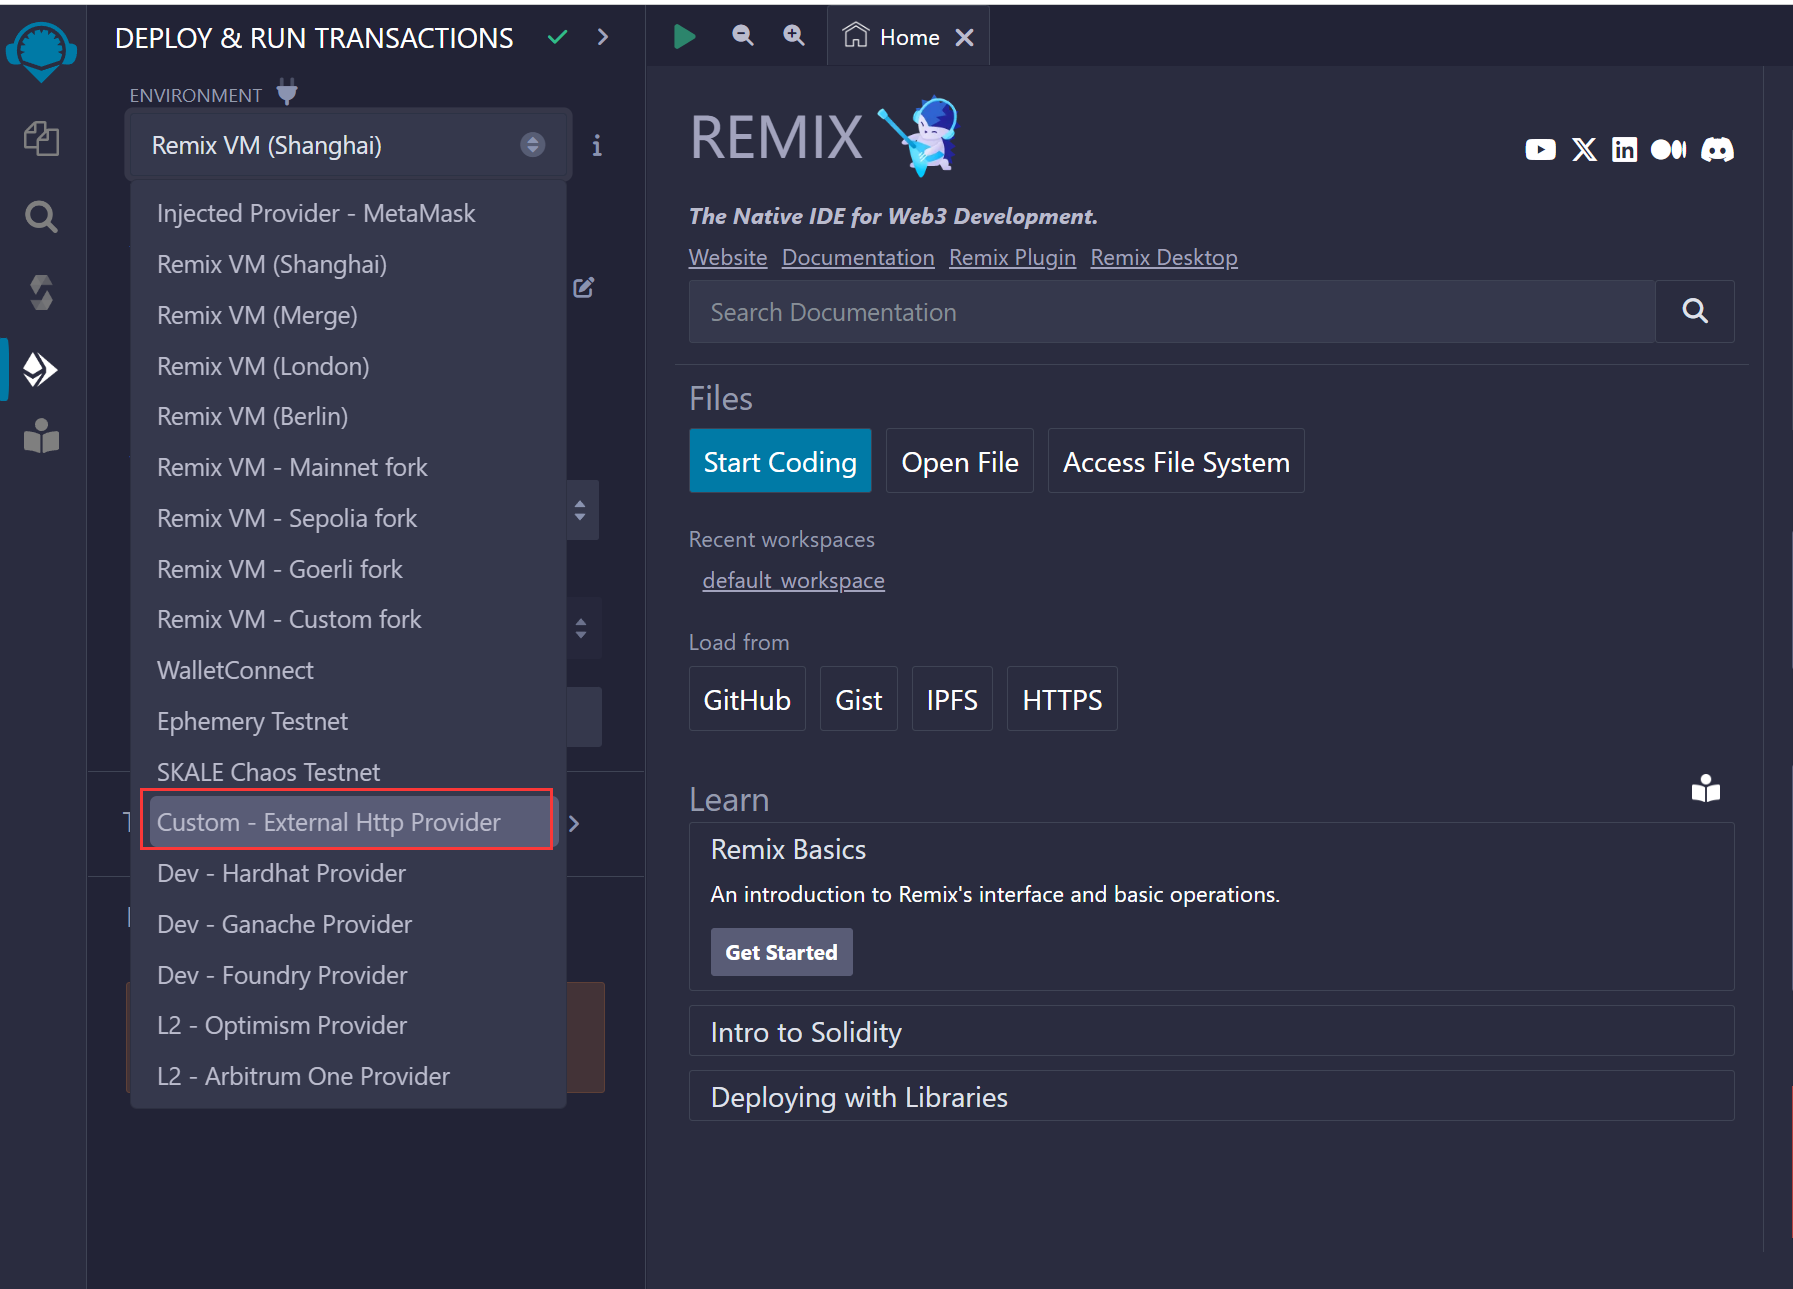 DEPLOY & RUN TRANSACTIONS
ENVIRONMENT
Remix VM (Shanghai)
Injected Provider - MetaMask
Remix VM (Shanghai)
Remix VM (Merge)
Remix VM (London)
Remix VM (Berlin)
Remix VM - Mainnet fork
Remix VM - Sepolia fork
Remix VM - Goerli fork
Remix VM - Custom fork
WalletConnect
Ephemery Testnet
SKALE Chaos Testnet
Custom - External Http Provider
Dev - Hardhat Provider
Dev - Ganache Provider
Dev - Foundry Provider
L2 - Optimism Provider
L2 - Arbitrum One Provider
Home
REMIX
The Native IDE for Web3 Development.
Website Documentation Remix Plugin Remix Desktop
Search Documentation
Files
Start Coding Open File Access File System
Recent workspaces
default_workspace
Load from
GitHub Gist IPFS HTTPS
Learn
Remix Basics
An introduction to Remix's interface and basic operations.
Get Started
Intro to Solidity
Deploying with Libraries